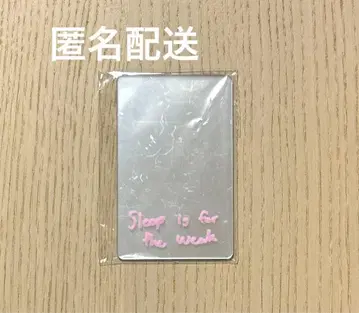 匿名配送
Sleep is for
the weak